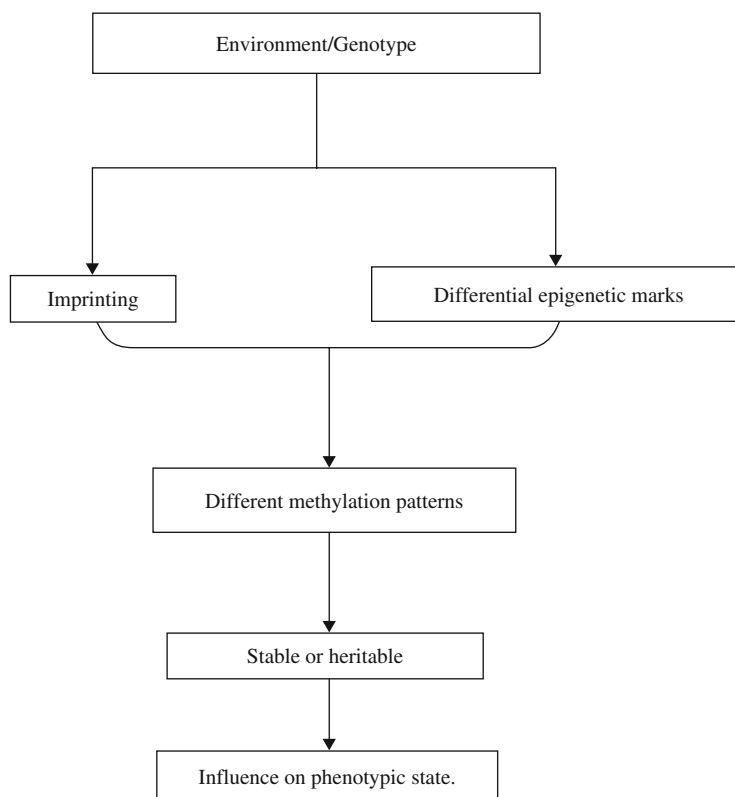 Environment/Genotype
Imprinting
Differential epigenetic marks
Different methylation patterns
Stable or heritable
Influence on phenotypic state.